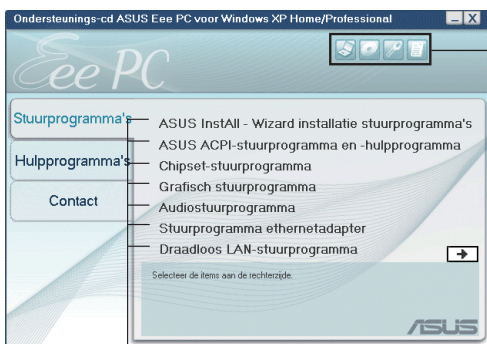 Ondersteunings-cd ASUS Eee PC voor Windows XP Home/Professional
Eee PC
Stuurprogramma's
Hulpprogramma's
Contact
ASUS InstAll - Wizard installatie stuurprogramma's
ASUS ACPI-stuurprogramma en -hulpprogramma
Chipset-stuurprogramma
Grafisch stuurprogramma
Audiostuurprogramma
Stuurprogramma ethernetadapter
Draadloos LAN-stuurprogramma
Selecteer de items aan de rechterzijde.
ASUS